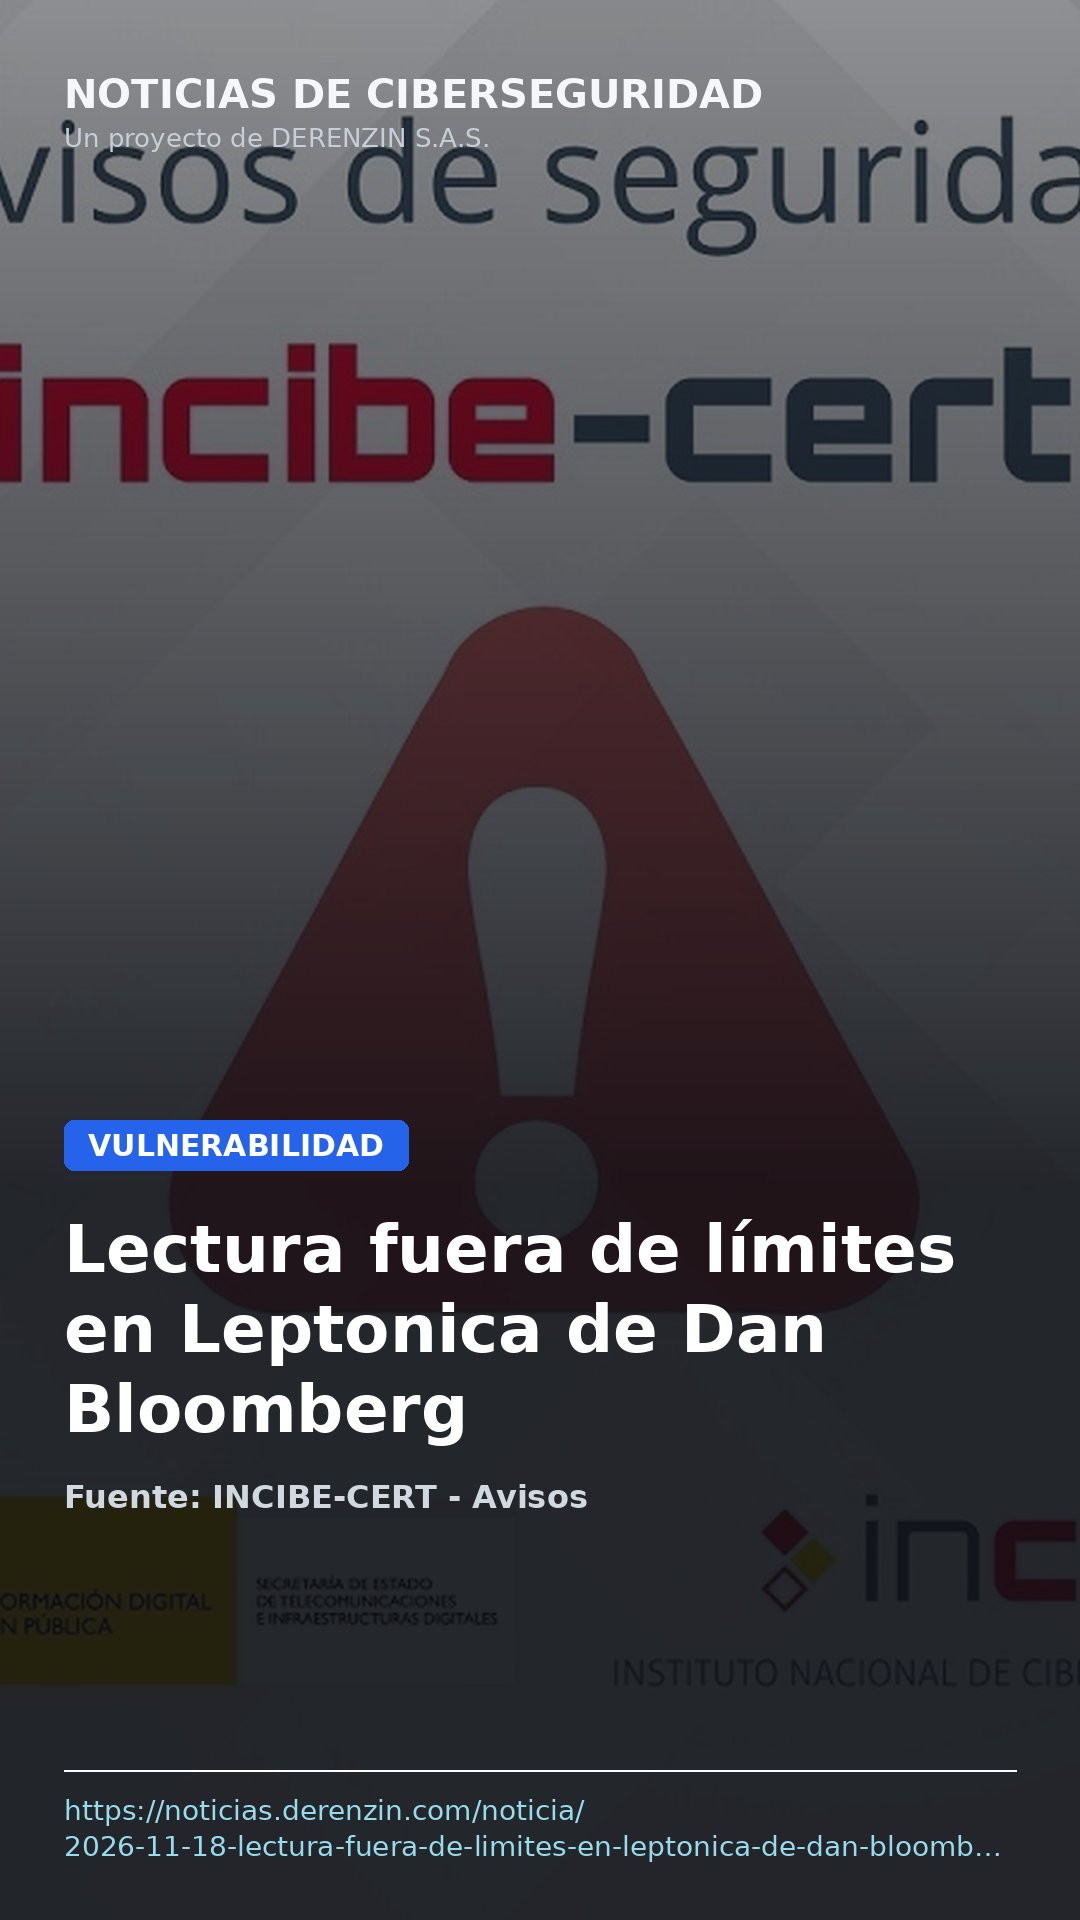 NOTICIAS DE CIBERSEGURIDAD
Un proyecto de DERENZIN S.A.S.
visos de segurida
incibe-cert
VULNERABILIDAD
Lectura fuera de límites
en Leptonica de Dan
Bloomberg
Fuente: INCIBE-CERT - Avisos
ORMACIÓN DIGITAL
N PÚBLICA
SECRETARÍA DE ESTADO
DE TELECOMUNICACIONES
E INFRAESTRUCTURAS DIGITALES
inc
INSTITUTO NACIONAL DE CIB
https://noticias.derenzin.com/noticia/
2026-11-18-lectura-fuera-de-limites-en-leptonica-de-dan-bloomb...